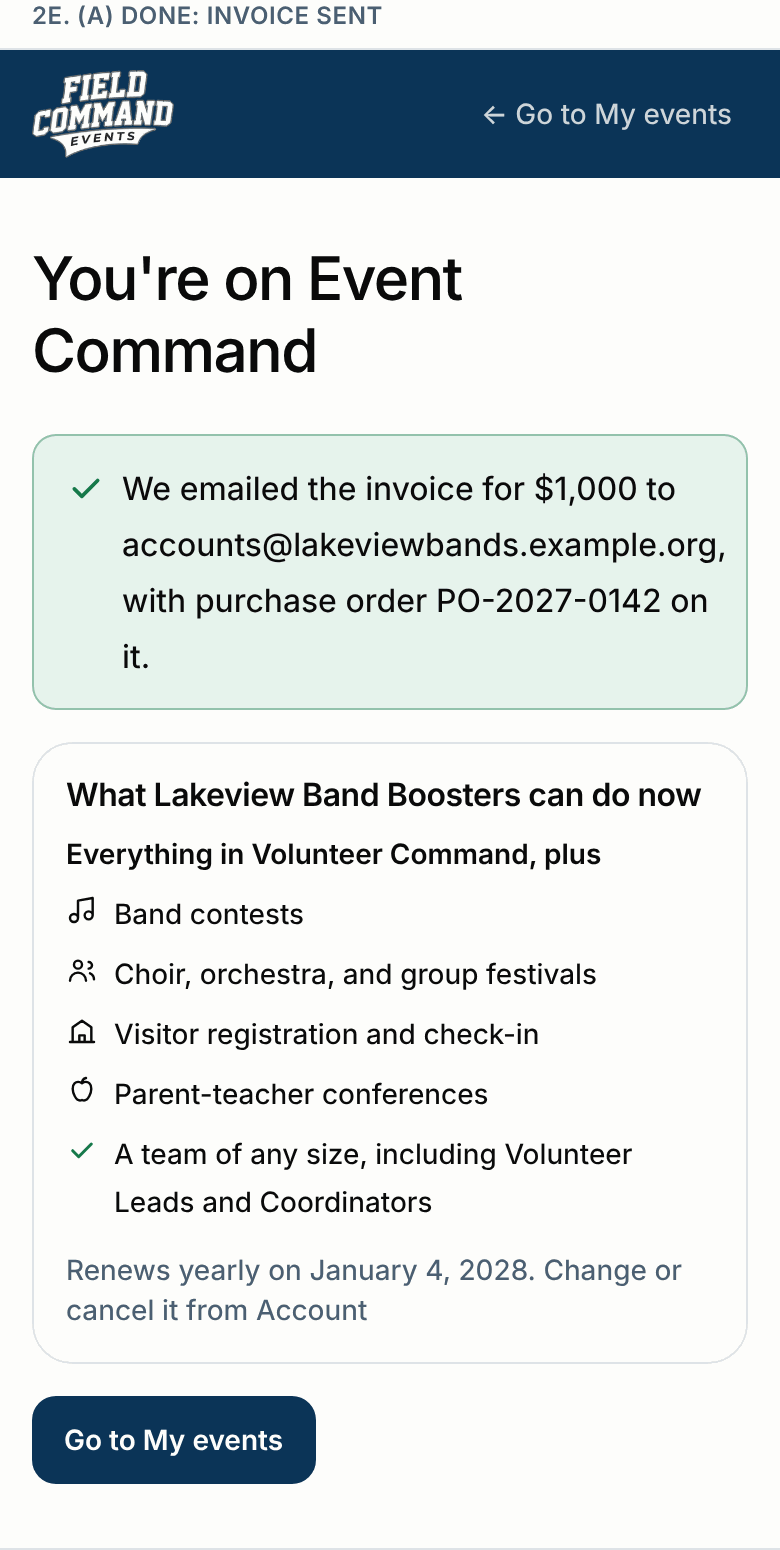 2E. (A) DONE: INVOICE SENT
FIELD
COMMAND
EVENTS
← Go to My events
You're on Event
Command
We emailed the invoice for $1,000 to
accounts@lakeviewbands.example.org,
with purchase order PO-2027-0142 on
it.
What Lakeview Band Boosters can do now
Everything in Volunteer Command, plus
Band contests
Choir, orchestra, and group festivals
Visitor registration and check-in
Parent-teacher conferences
A team of any size, including Volunteer
Leads and Coordinators
Renews yearly on January 4, 2028. Change or
cancel it from Account
Go to My events